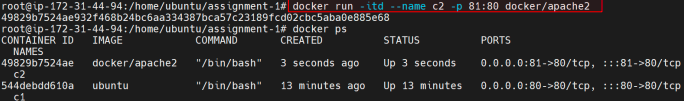 root@ip-172-31-44-94:/home/ubuntu/assignment-1# docker run -itd --name c2 -p 81:80 docker/apache2
49829b7524ae932f468b24bc6aa334387bca57c23189fcd02cbc5aba0e885e68
root@ip-172-31-44-94:/home/ubuntu/assignment-1# docker ps
CONTAINER ID   IMAGE            COMMAND       CREATED          STATUS          PORTS
   NAMES
49829b7524ae   docker/apache2   "/bin/bash"   3 seconds ago    Up 3 seconds    0.0.0.0:81->80/tcp, :::81->80/tcp
   c2
544debdd610a   ubuntu           "/bin/bash"   13 minutes ago   Up 13 minutes   0.0.0.0:80->80/tcp, :::80->80/tcp
   c1